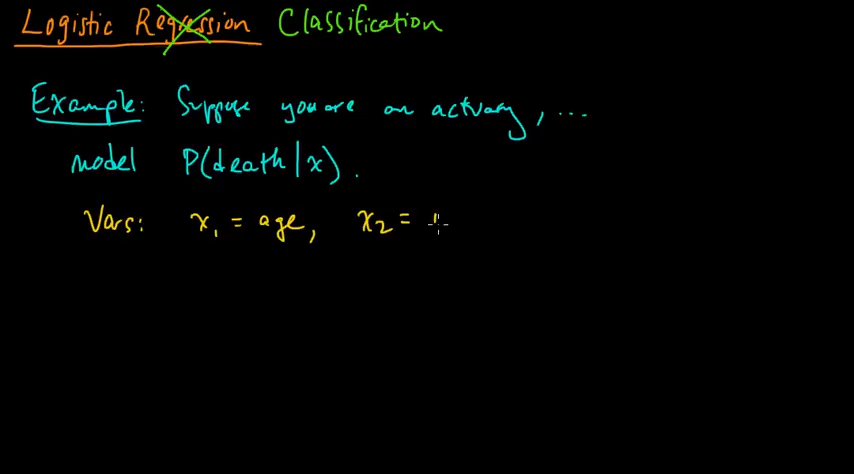 Logistic Regression Classification
Example: Suppose you are an actuary, ...
model P(death|x).
Vars: x₁ = age, x₂ =